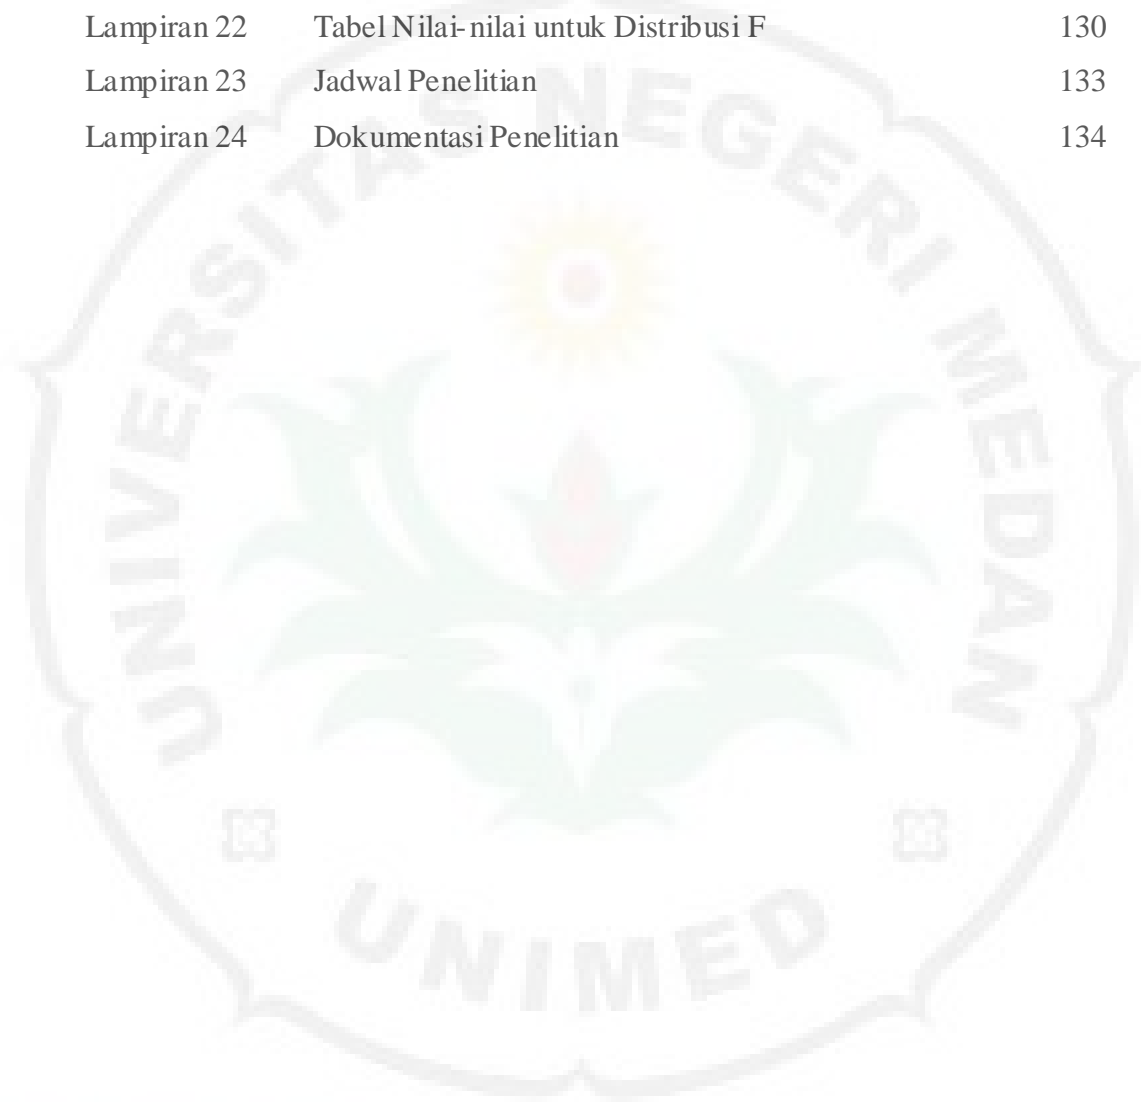 Lampiran 22 Tabel Nilai-nilai untuk Distribusi F 130
Lampiran 23 Jadwal Penelitian 133
Lampiran 24 Dokumentasi Penelitian 134
UNIVERSITAS NEGERI MEDAN
UNIMED